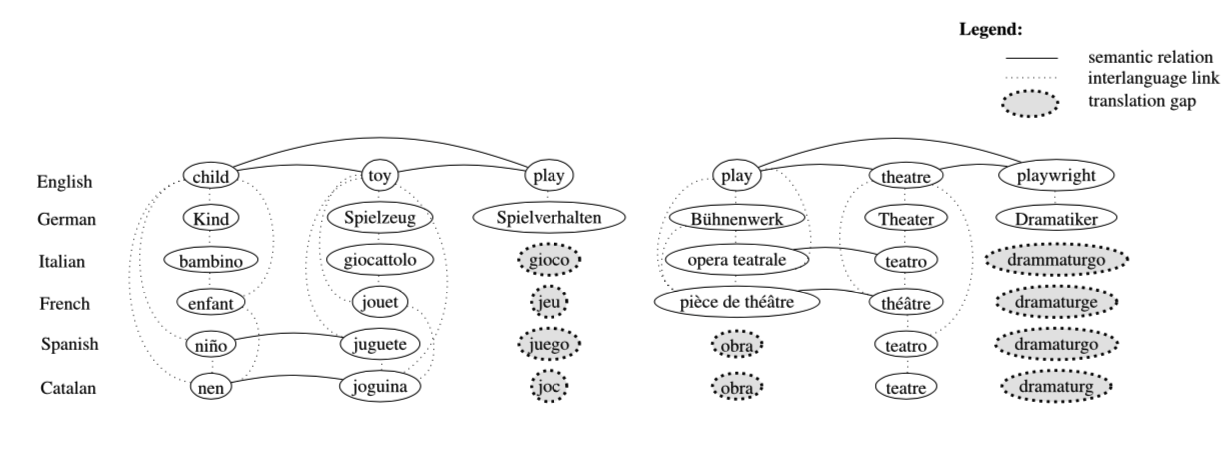 Legend:
semantic relation
interlanguage link
translation gap
English child toy play play theatre playwright
German Kind Spielzeug Spielverhalten Bühnenwerk Theater Dramatiker
Italian bambino giocattolo gioco opera teatrale teatro drammaturgo
French enfant jouet jeu pièce de théâtre théâtre dramaturge
Spanish niño juguete juego obra teatro dramaturgo
Catalan nen joguina joc obra teatre dramaturg